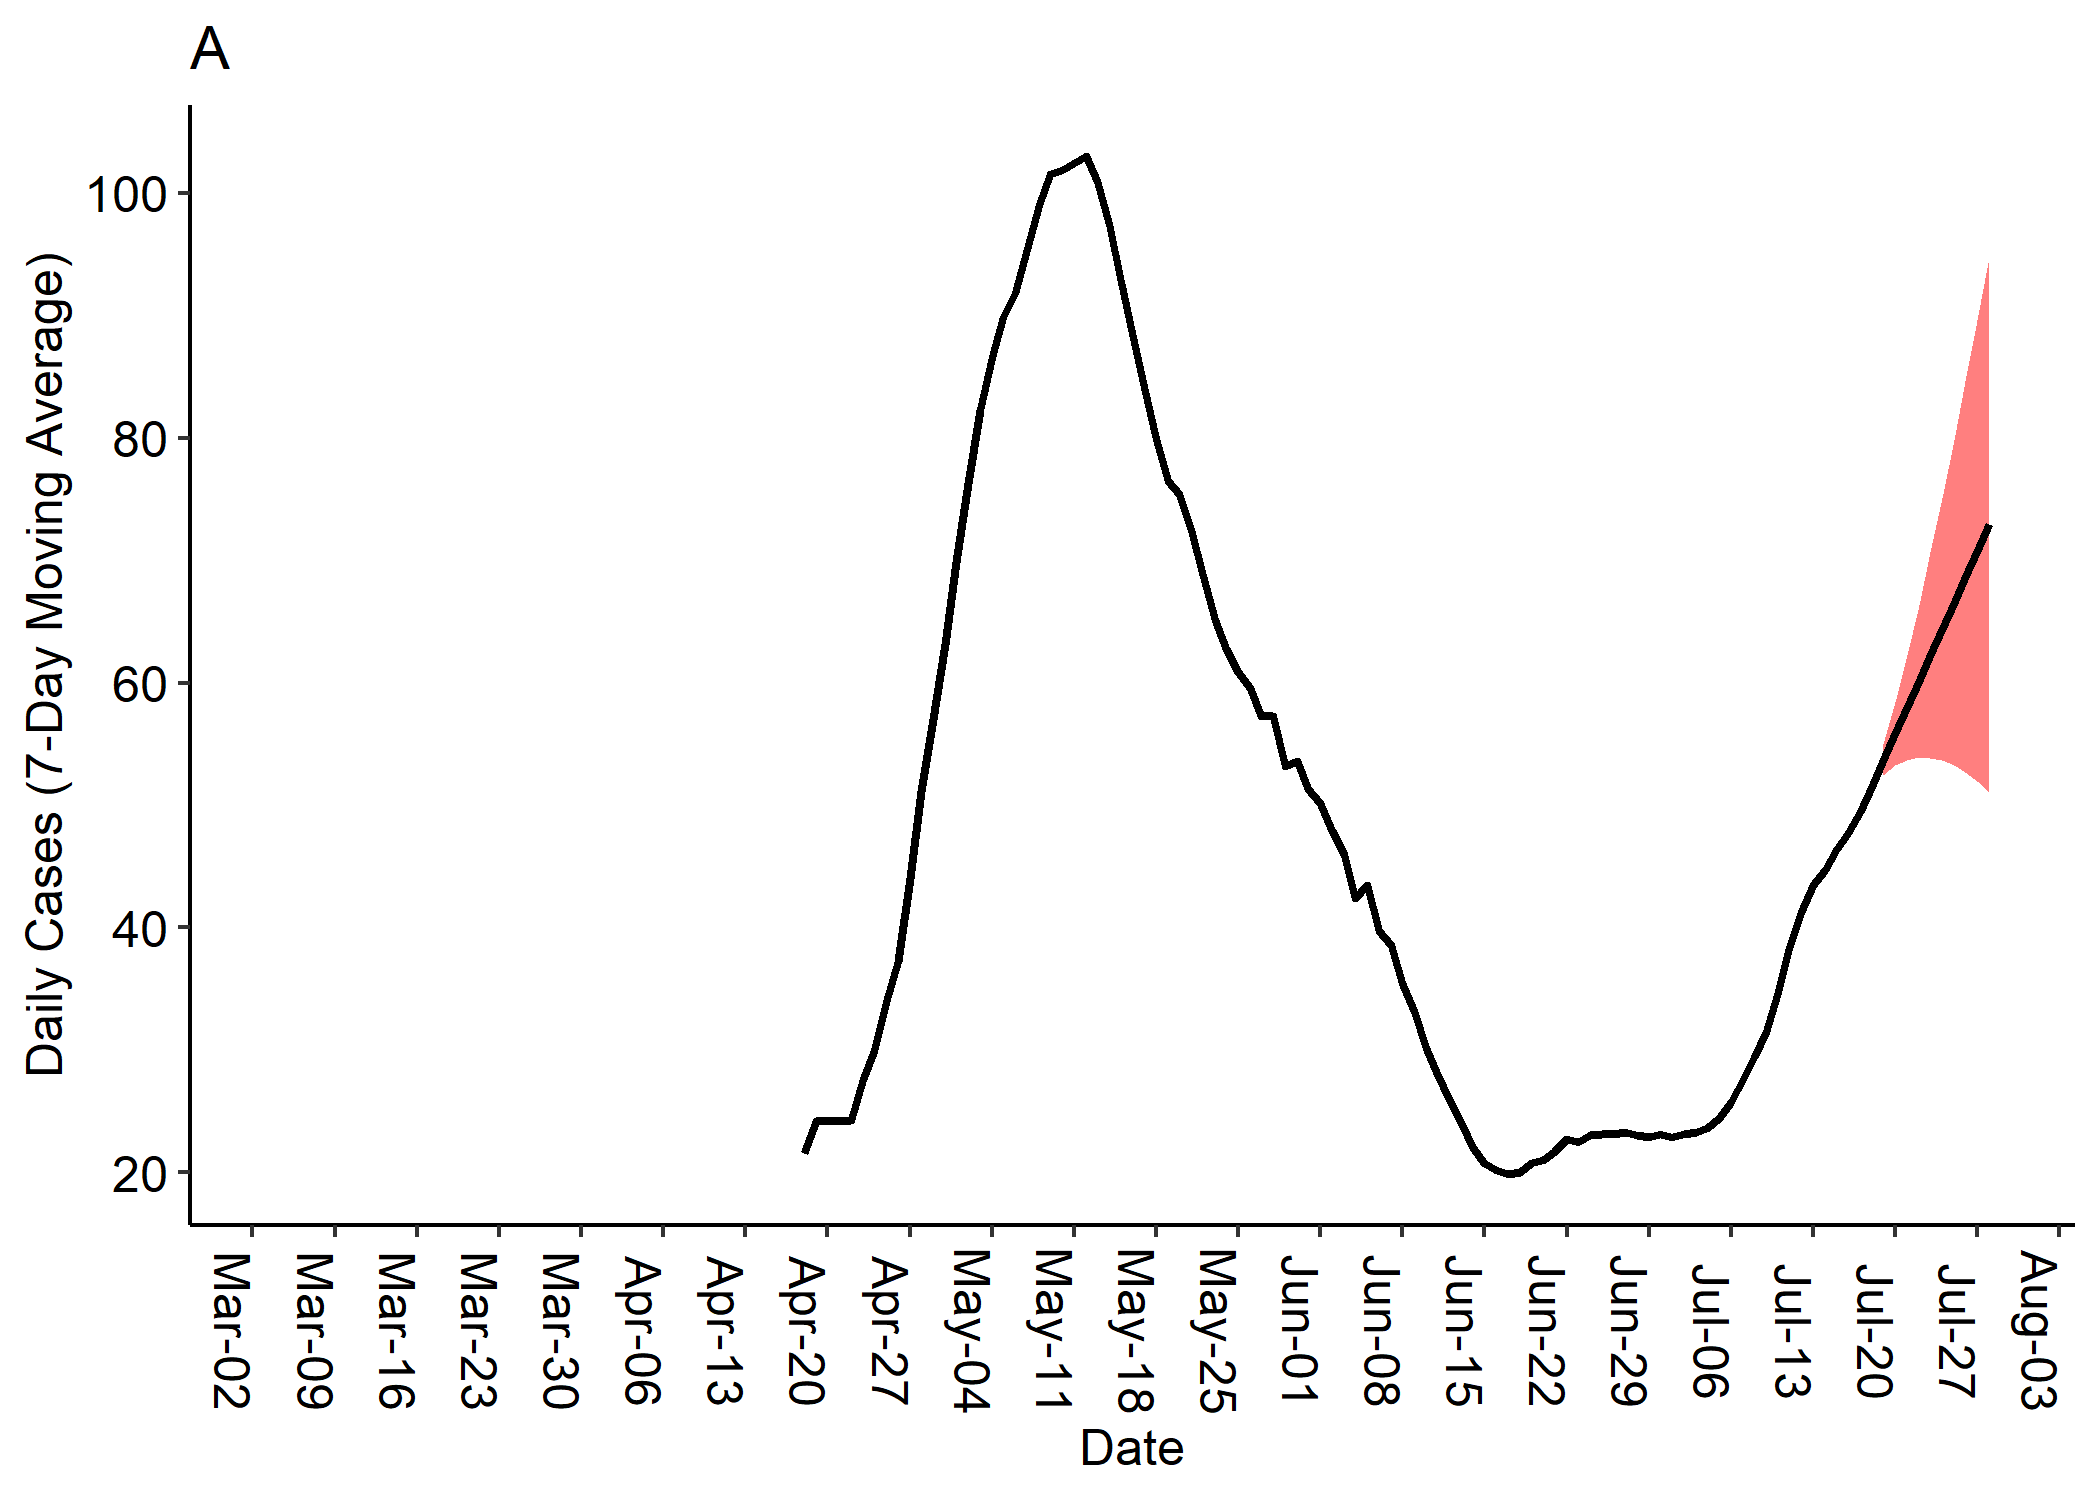 A
Daily Cases (7-Day Moving Average)
100
80
60
40
20
Mar-02
Mar-09
Mar-16
Mar-23
Mar-30
Apr-06
Apr-13
Apr-20
Apr-27
May-04
May-11
May-18
May-25
Jun-01
Jun-08
Jun-15
Jun-22
Jun-29
Jul-06
Jul-13
Jul-20
Jul-27
Aug-03
Date